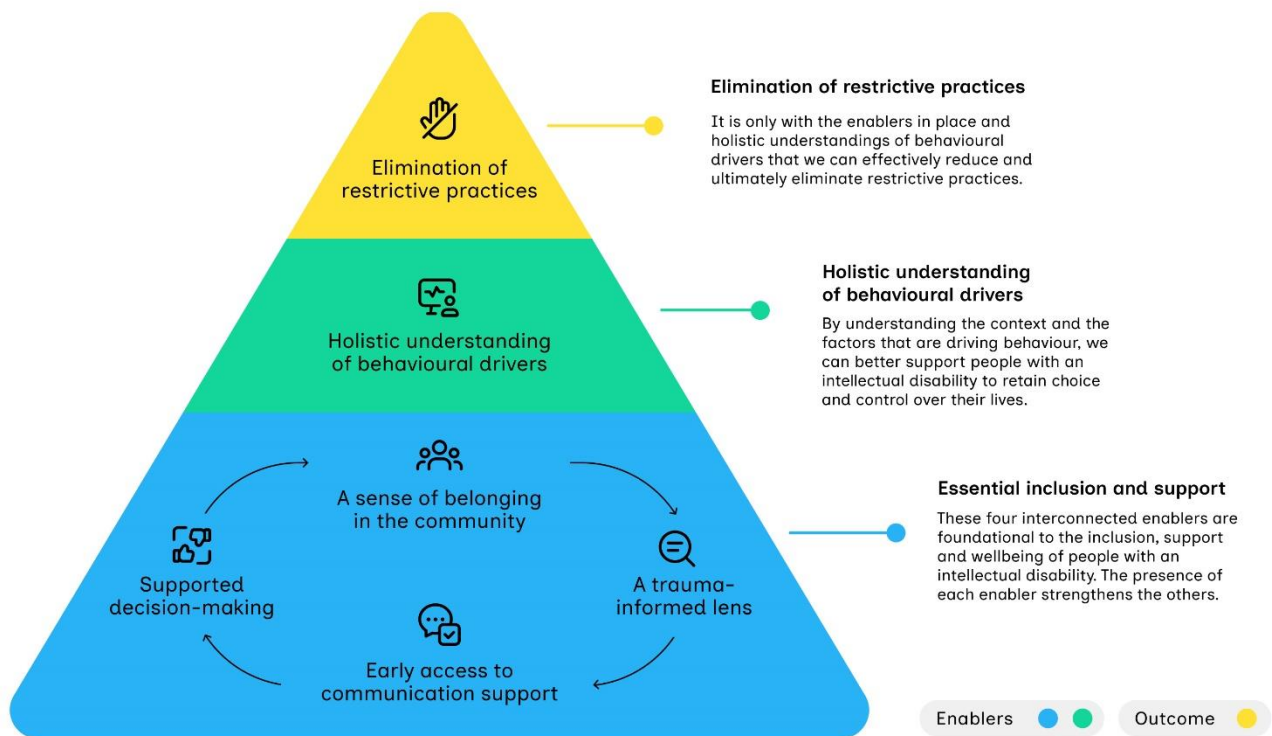 Elimination of
restrictive practices
Elimination of restrictive practices
It is only with the enablers in place and
holistic understandings of behavioural
drivers that we can effectively reduce and
ultimately eliminate restrictive practices.
Holistic understanding
of behavioural drivers
Holistic understanding
of behavioural drivers
By understanding the context and the
factors that are driving behaviour, we
can better support people with an
intellectual disability to retain choice
and control over their lives.
A sense of belonging
in the community
Supported
decision-making
A trauma-
informed lens
Early access to
communication support
Essential inclusion and support
These four interconnected enablers are
foundational to the inclusion, support
and wellbeing of people with an
intellectual disability. The presence of
each enabler strengthens the others.
Enablers
Outcome